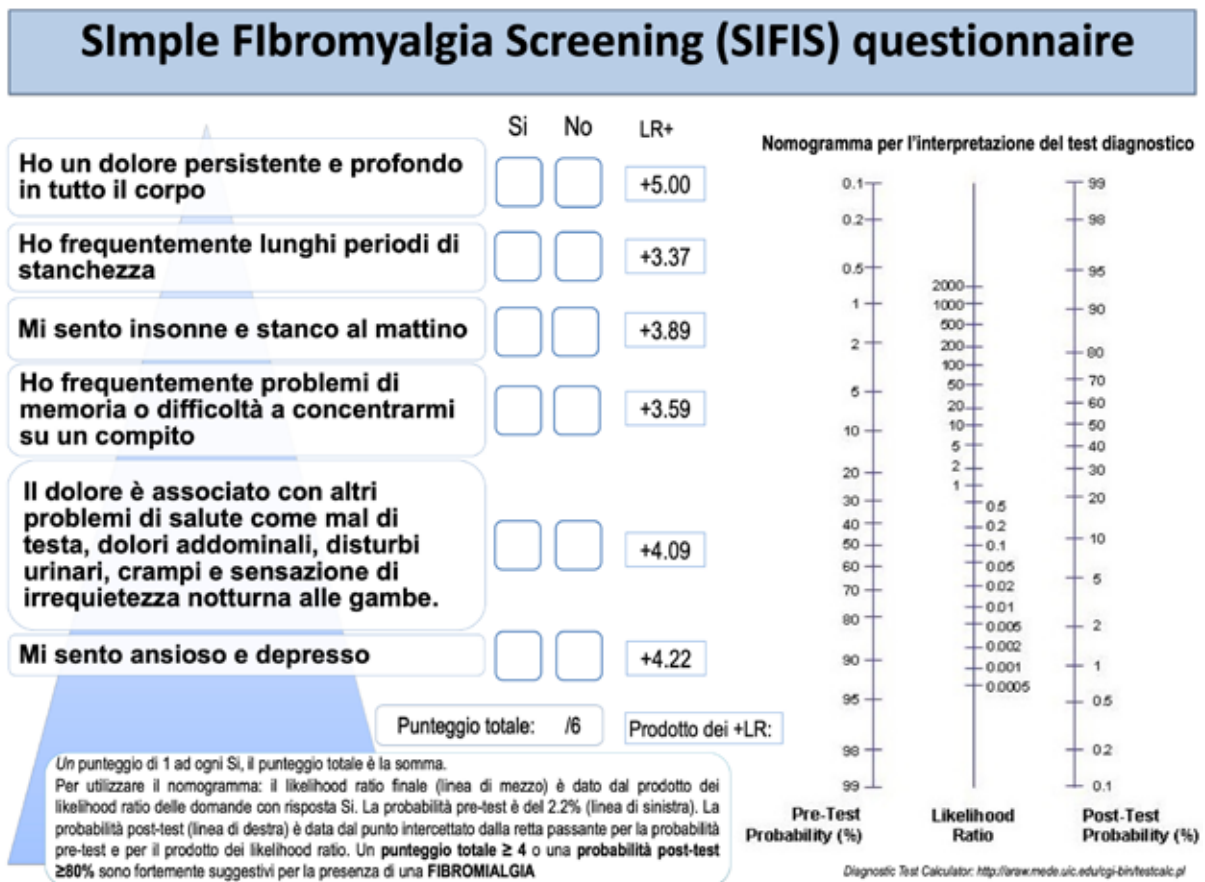 SImple FIbromyalgia Screening (SIFIS) questionnaire
Si No LR+
Ho un dolore persistente e profondo
in tutto il corpo
+5.00
Ho frequentemente lunghi periodi di
stanchezza
+3.37
Mi sento insonne e stanco al mattino
+3.89
Ho frequentemente problemi di
memoria o difficoltà a concentrarmi
su un compito
+3.59
Il dolore è associato con altri
problemi di salute come mal di
testa, dolori addominali, disturbi
urinari, crampi e sensazione di
irrequietezza notturna alle gambe.
+4.09
Mi sento ansioso e depresso
+4.22
Punteggio totale: /6
Prodotto dei +LR:
Un punteggio di 1 ad ogni Si, il punteggio totale è la somma.
Per utilizzare il nomogramma: il likelihood ratio finale (linea di mezzo) è dato dal prodotto dei
likelihood ratio delle domande con risposta Si. La probabilità pre-test è del 2.2% (linea di sinistra). La
probabilità post-test (linea di destra) è data dal punto intercettato dalla retta passante per la probabilità
pre-test e per il prodotto dei likelihood ratio. Un punteggio totale ≥ 4 o una probabilità post-test
≥80% sono fortemente suggestivi per la presenza di una FIBROMIALGIA
Nomogramma per l'interpretazione del test diagnostico
0.1
0.2
0.5
1
2
5
10
20
30
40
50
60
70
80
90
95
98
99
Pre-Test
Probability (%)
2000
1000
500
200
100
50
20
10
5
2
1
0.5
0.2
0.1
0.05
0.02
0.01
0.005
0.002
0.001
0.0005
Likelihood
Ratio
99
98
95
90
80
70
60
50
40
30
20
10
5
2
1
0.5
0.2
0.1
Post-Test
Probability (%)
Diagnostic Test Calculator: http://araw.mede.uic.edu/cgi-bin/testcalc.pl